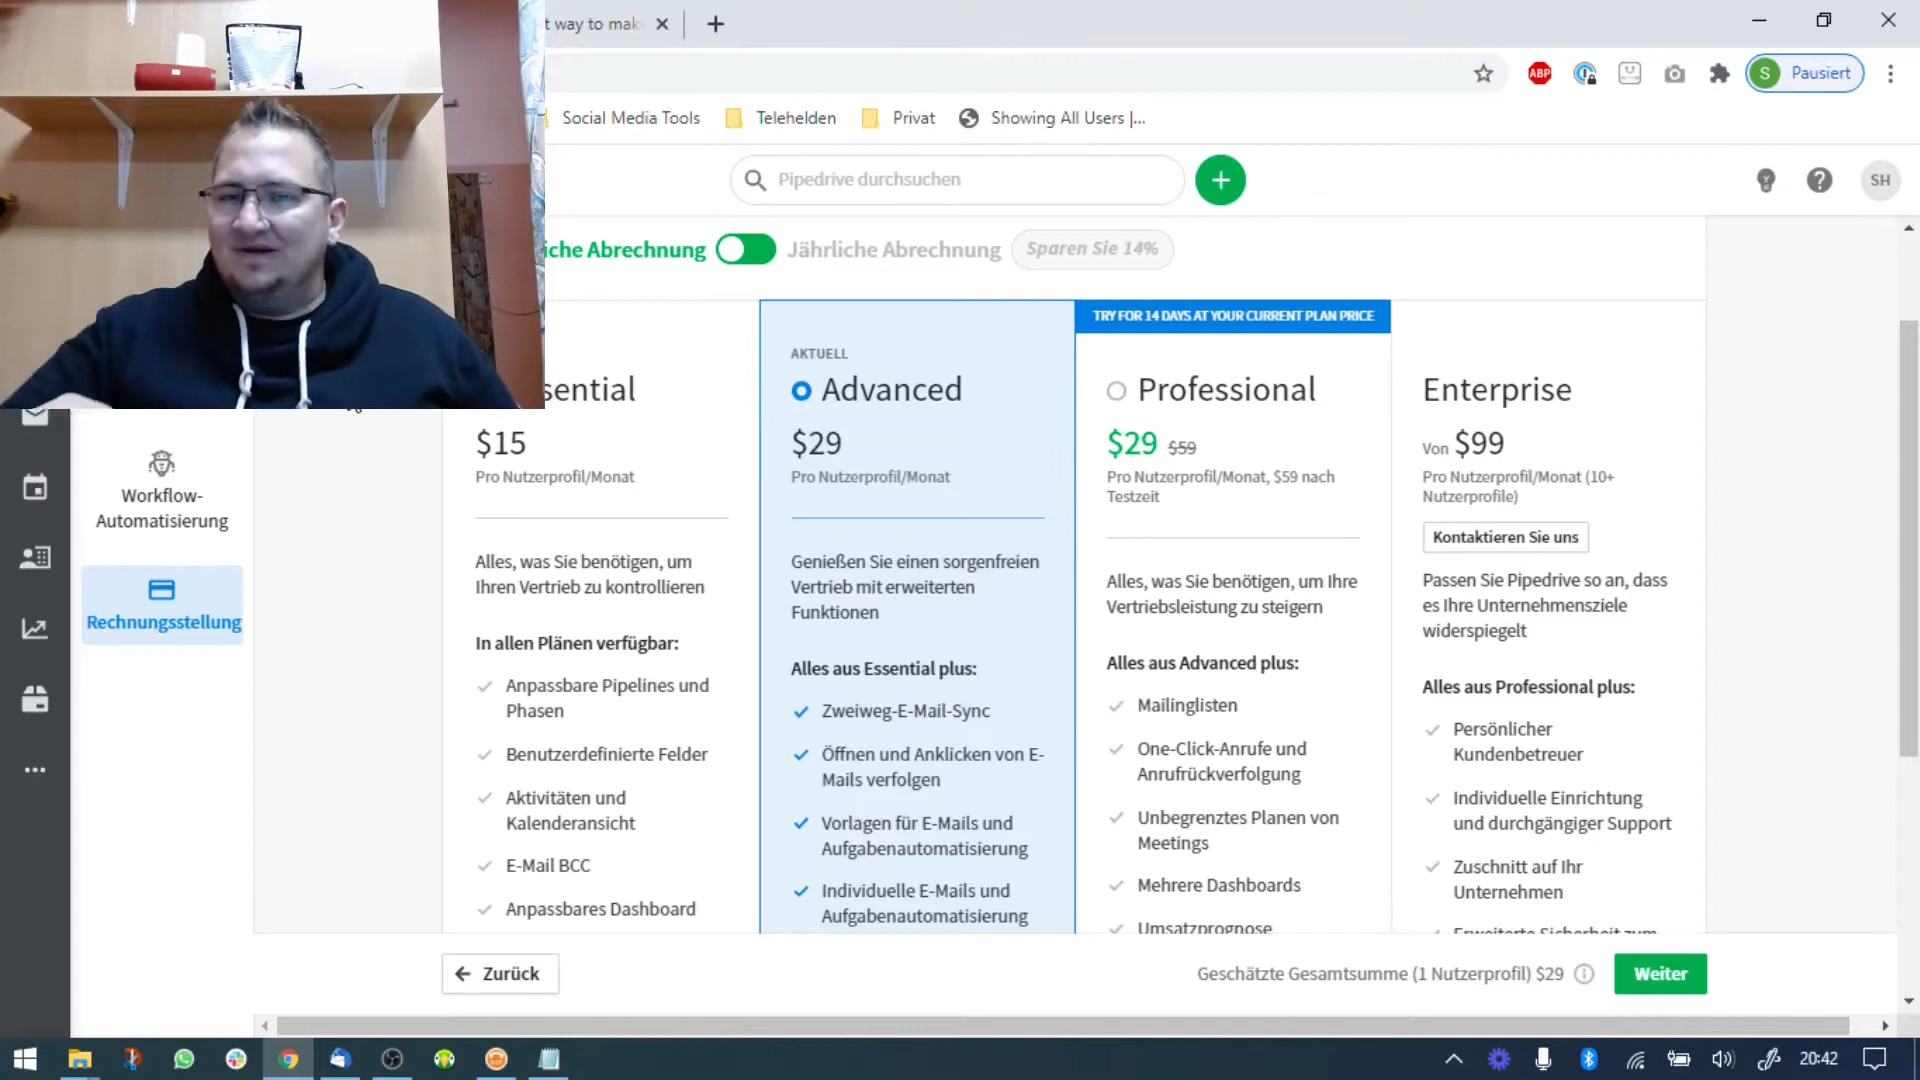 t way to mak
ABP
S
Pausiert
Social Media Tools
Telehelden
Privat
Showing All Users |...
Pipedrive durchsuchen
SH
iche Abrechnung
Jährliche Abrechnung
Sparen Sie 14%
Workflow-
Automatisierung
Rechnungsstellung
sential
$15
Pro Nutzerprofil/Monat
Alles, was Sie benötigen, um
Ihren Vertrieb zu kontrollieren
In allen Plänen verfügbar:
Anpassbare Pipelines und
Phasen
Benutzerdefinierte Felder
Aktivitäten und
Kalenderansicht
E-Mail BCC
Anpassbares Dashboard
AKTUELL
Advanced
$29
Pro Nutzerprofil/Monat
Genießen Sie einen sorgenfreien
Vertrieb mit erweiterten
Funktionen
Alles aus Essential plus:
Zweiweg-E-Mail-Sync
Öffnen und Anklicken von E-
Mails verfolgen
Vorlagen für E-Mails und
Aufgabenautomatisierung
Individuelle E-Mails und
Aufgabenautomatisierung
TRY FOR 14 DAYS AT YOUR CURRENT PLAN PRICE
Professional
$29 $59
Pro Nutzerprofil/Monat, $59 nach
Testzeit
Alles, was Sie benötigen, um Ihre
Vertriebsleistung zu steigern
Alles aus Advanced plus:
Mailinglisten
One-Click-Anrufe und
Anrufrückverfolgung
Unbegrenztes Planen von
Meetings
Mehrere Dashboards
Umsatzprognose
Enterprise
Von $99
Pro Nutzerprofil/Monat (10+
Nutzerprofile)
Kontaktieren Sie uns
Passen Sie Pipedrive so an, dass
es Ihre Unternehmensziele
widerspiegelt
Alles aus Professional plus:
Persönlicher
Kundenbetreuer
Individuelle Einrichtung
und durchgängiger Support
Zuschnitt auf Ihr
Unternehmen
Erweiterte Sicherheit zum
Zurück
Geschätzte Gesamtsumme (1 Nutzerprofil) $29
Weiter
20:42